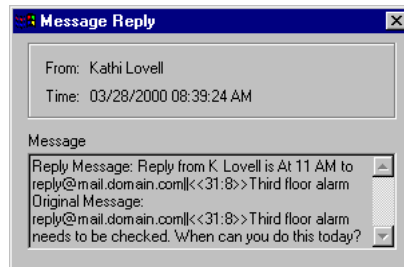 Message Reply
From: Kathi Lovell
Time: 03/28/2000 08:39:24 AM
Message
Reply Message: Reply from K Lovell is At 11 AM to
reply@mail.domain.com||<<31:8>>Third floor alarm
Original Message:
reply@mail.domain.com||<<31:8>>Third floor alarm
needs to be checked. When can you do this today?